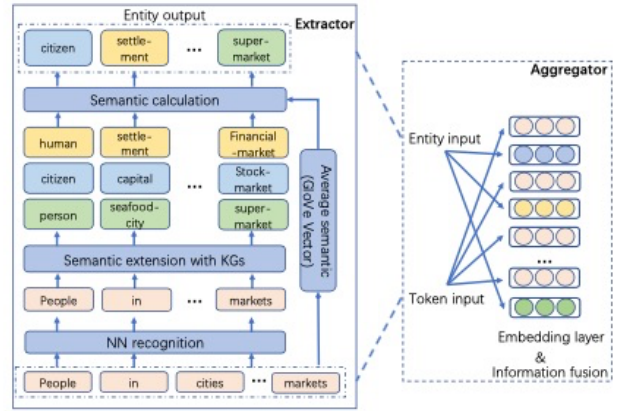 Entity output
Extractor
citizen
settle-
ment
...
super-
market
Semantic calculation
human
settle-
ment
Financial
-market
citizen
capital
...
Stock-
market
person
seafood-
city
super-
market
Average semantic
(GloVe Vector)
Semantic extension with KGs
People
in
...
markets
NN recognition
People
in
cities
...
markets
Aggregator
Entity input
Token input
...
Embedding layer
&
Information fusion